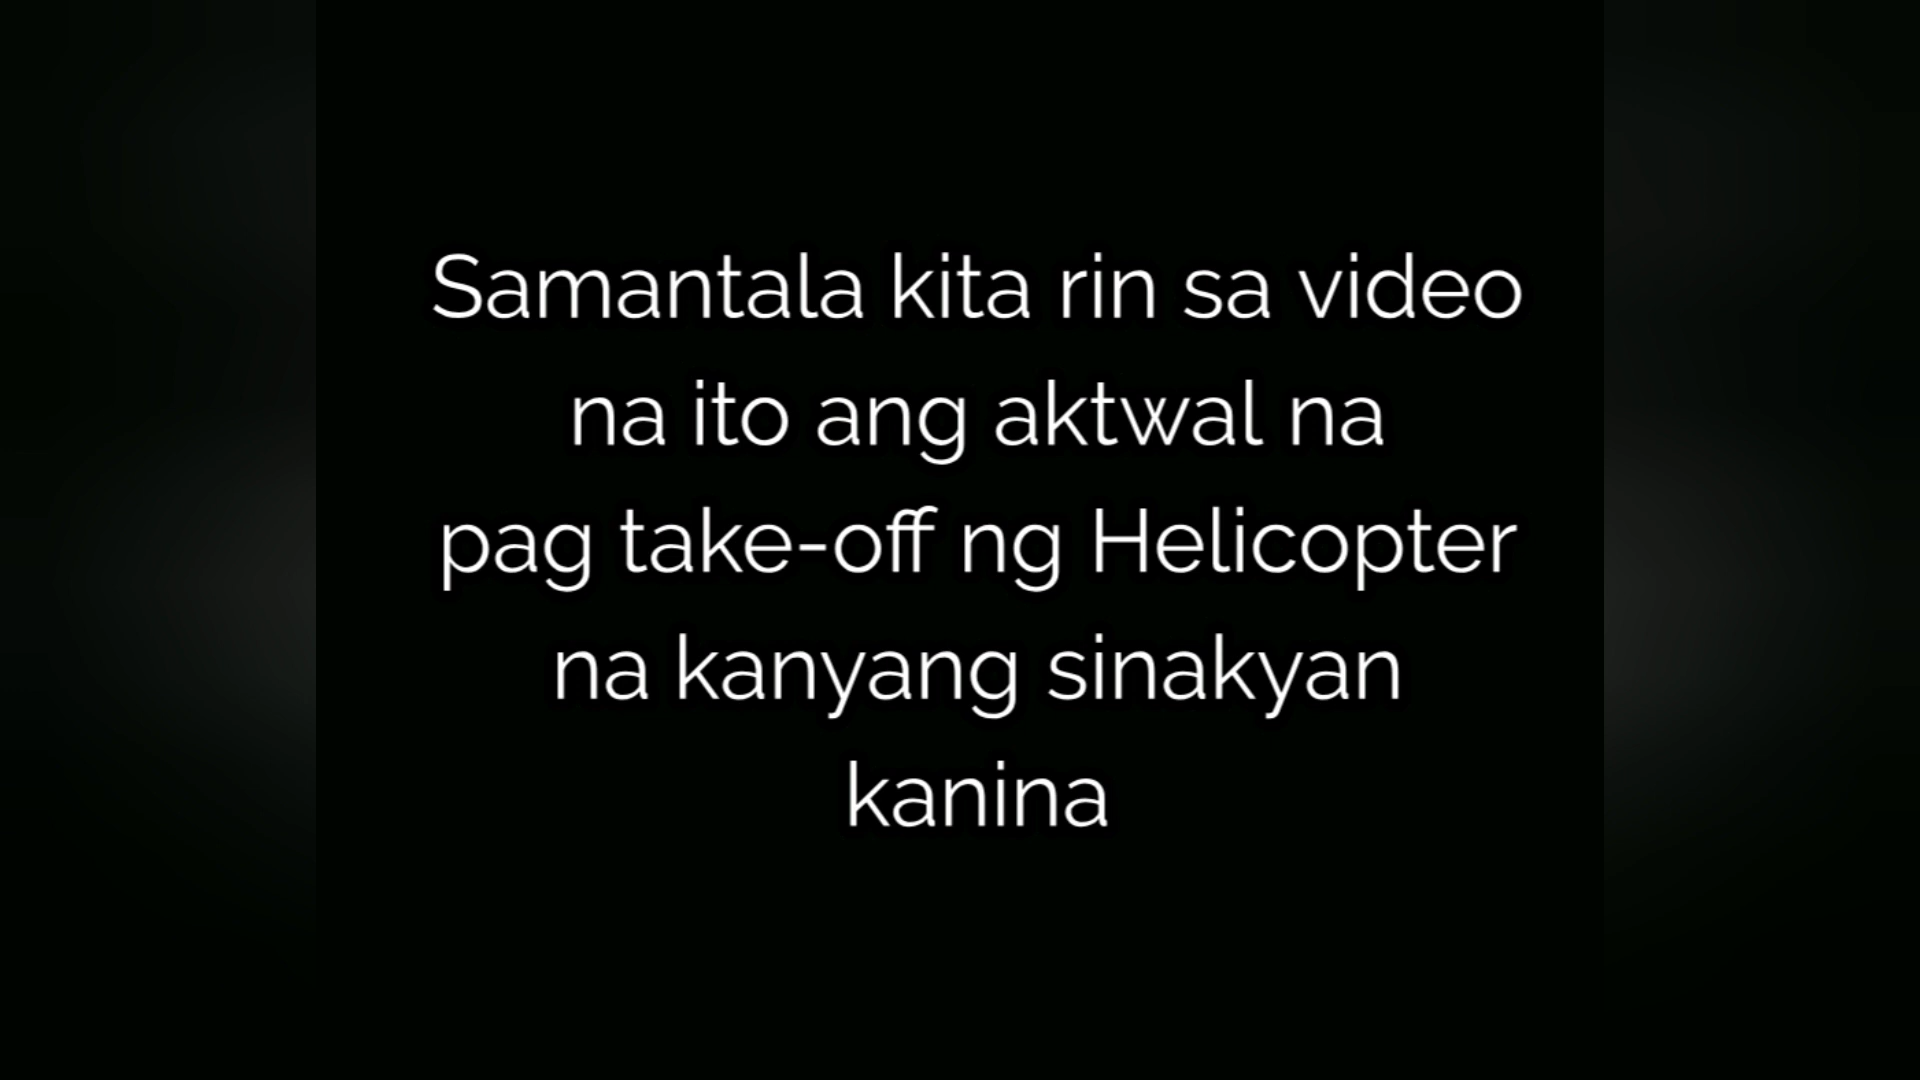 Samantala kita rin sa video
na ito ang aktwal na
pag take-off ng Helicopter
na kanyang sinakyan
kanina